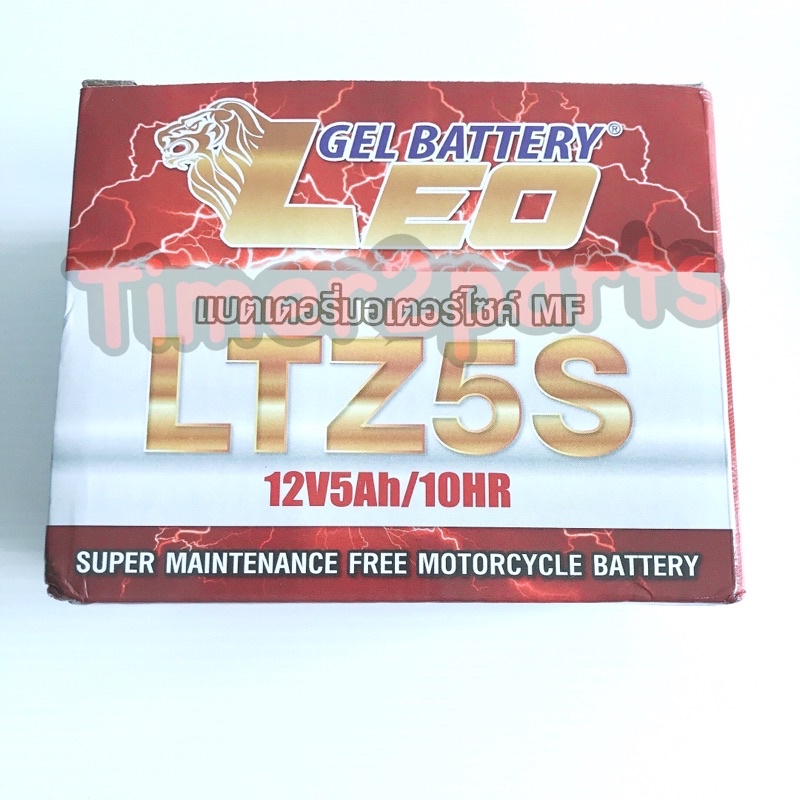 GEL BATTERY®
LEO
Timer2parts
แบตเตอรี่มอเตอร์ไซค์ MF
LTZ5S
12V5Ah/10HR
SUPER MAINTENANCE FREE MOTORCYCLE BATTERY